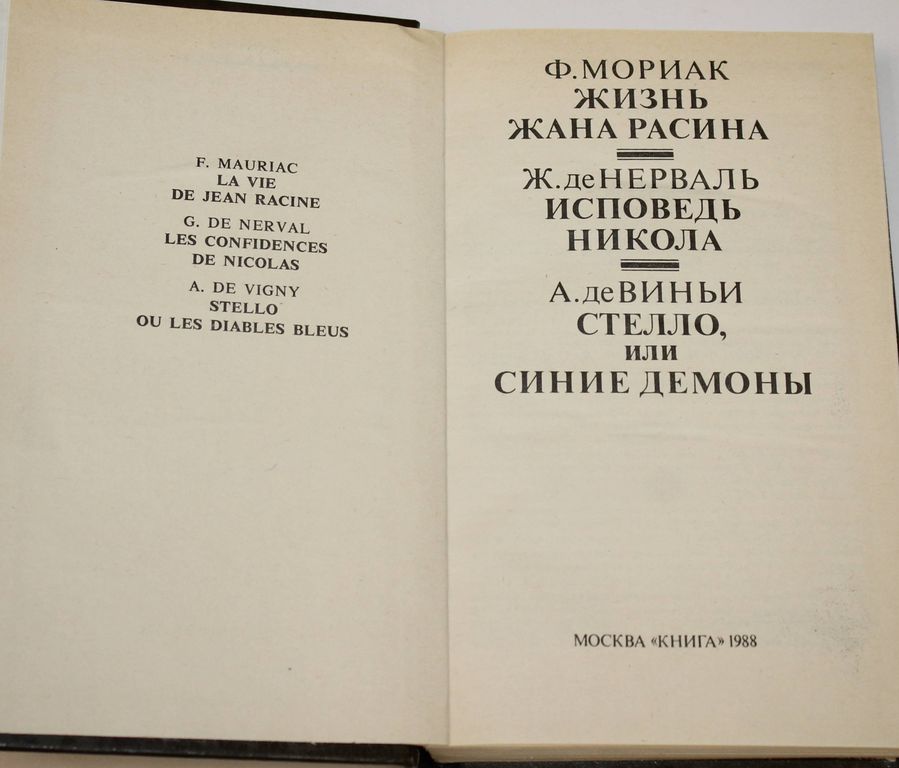 F. MAURIAC
LA VIE
DE JEAN RACINE
G. DE NERVAL
LES CONFIDENCES
DE NICOLAS
A. DE VIGNY
STELLO
OU LES DIABLES BLEUS
Ф. МОРИАК
ЖИЗНЬ
ЖАНА РАСИНА
Ж. де НЕРВАЛЬ
ИСПОВЕДЬ
НИКОЛА
А. де ВИНЬИ
СТЕЛЛО,
ИЛИ
СИНИЕ ДЕМОНЫ
МОСКВА «КНИГА» 1988